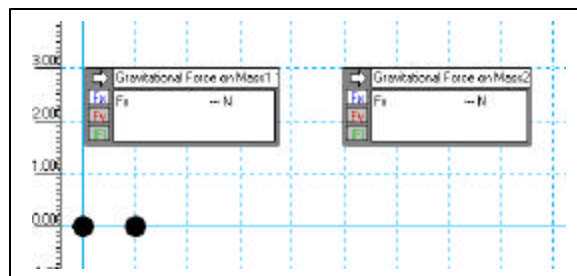 3.000
Gravitational Force on Mass1
Gravitational Force on Mass2
Fx
Fx --- N
Fx
Fx --- N
2.000
Fy
Fy
|F|
|F|
1.000
0.000